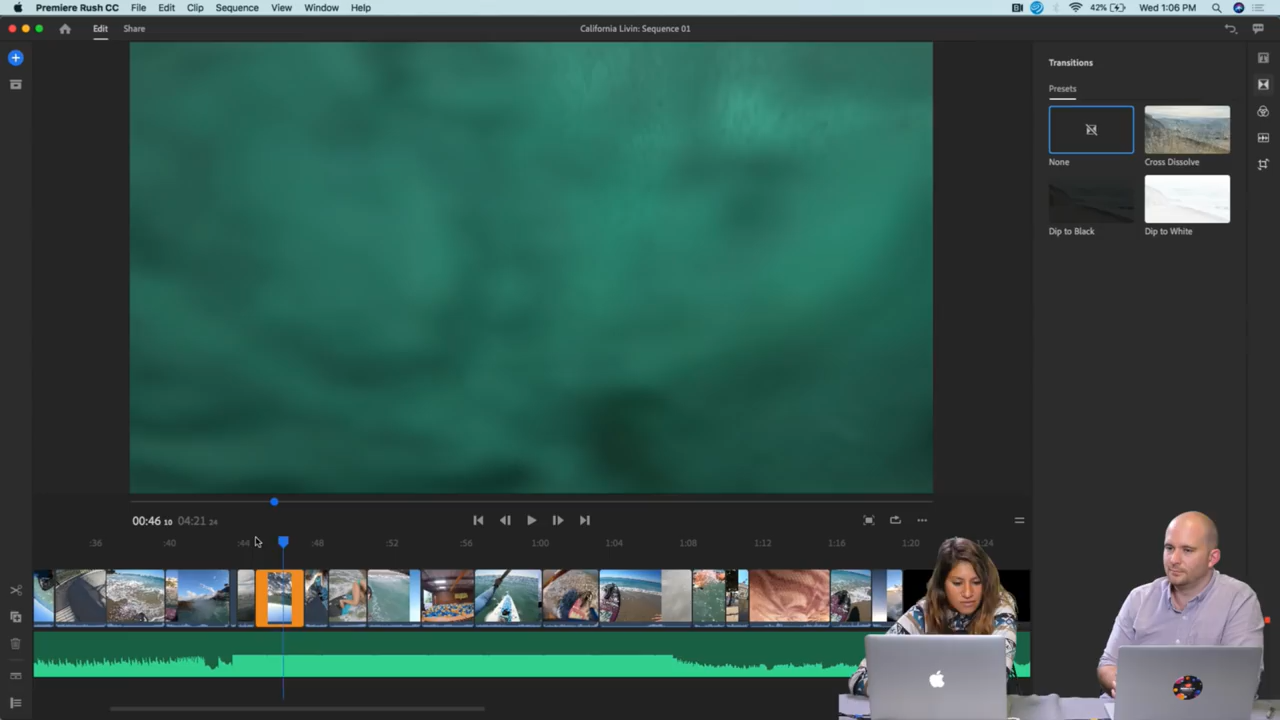 Premiere Rush CC File Edit Clip Sequence View Window Help 42% Wed 1:06 PM
Edit Share California Livin: Sequence 01
Transitions
Presets
None Cross Dissolve
Dip to Black Dip to White
00:46 10 04:21 24
:36 :40 :44 :48 :52 :56 1:00 1:04 1:08 1:12 1:16 1:20 1:24